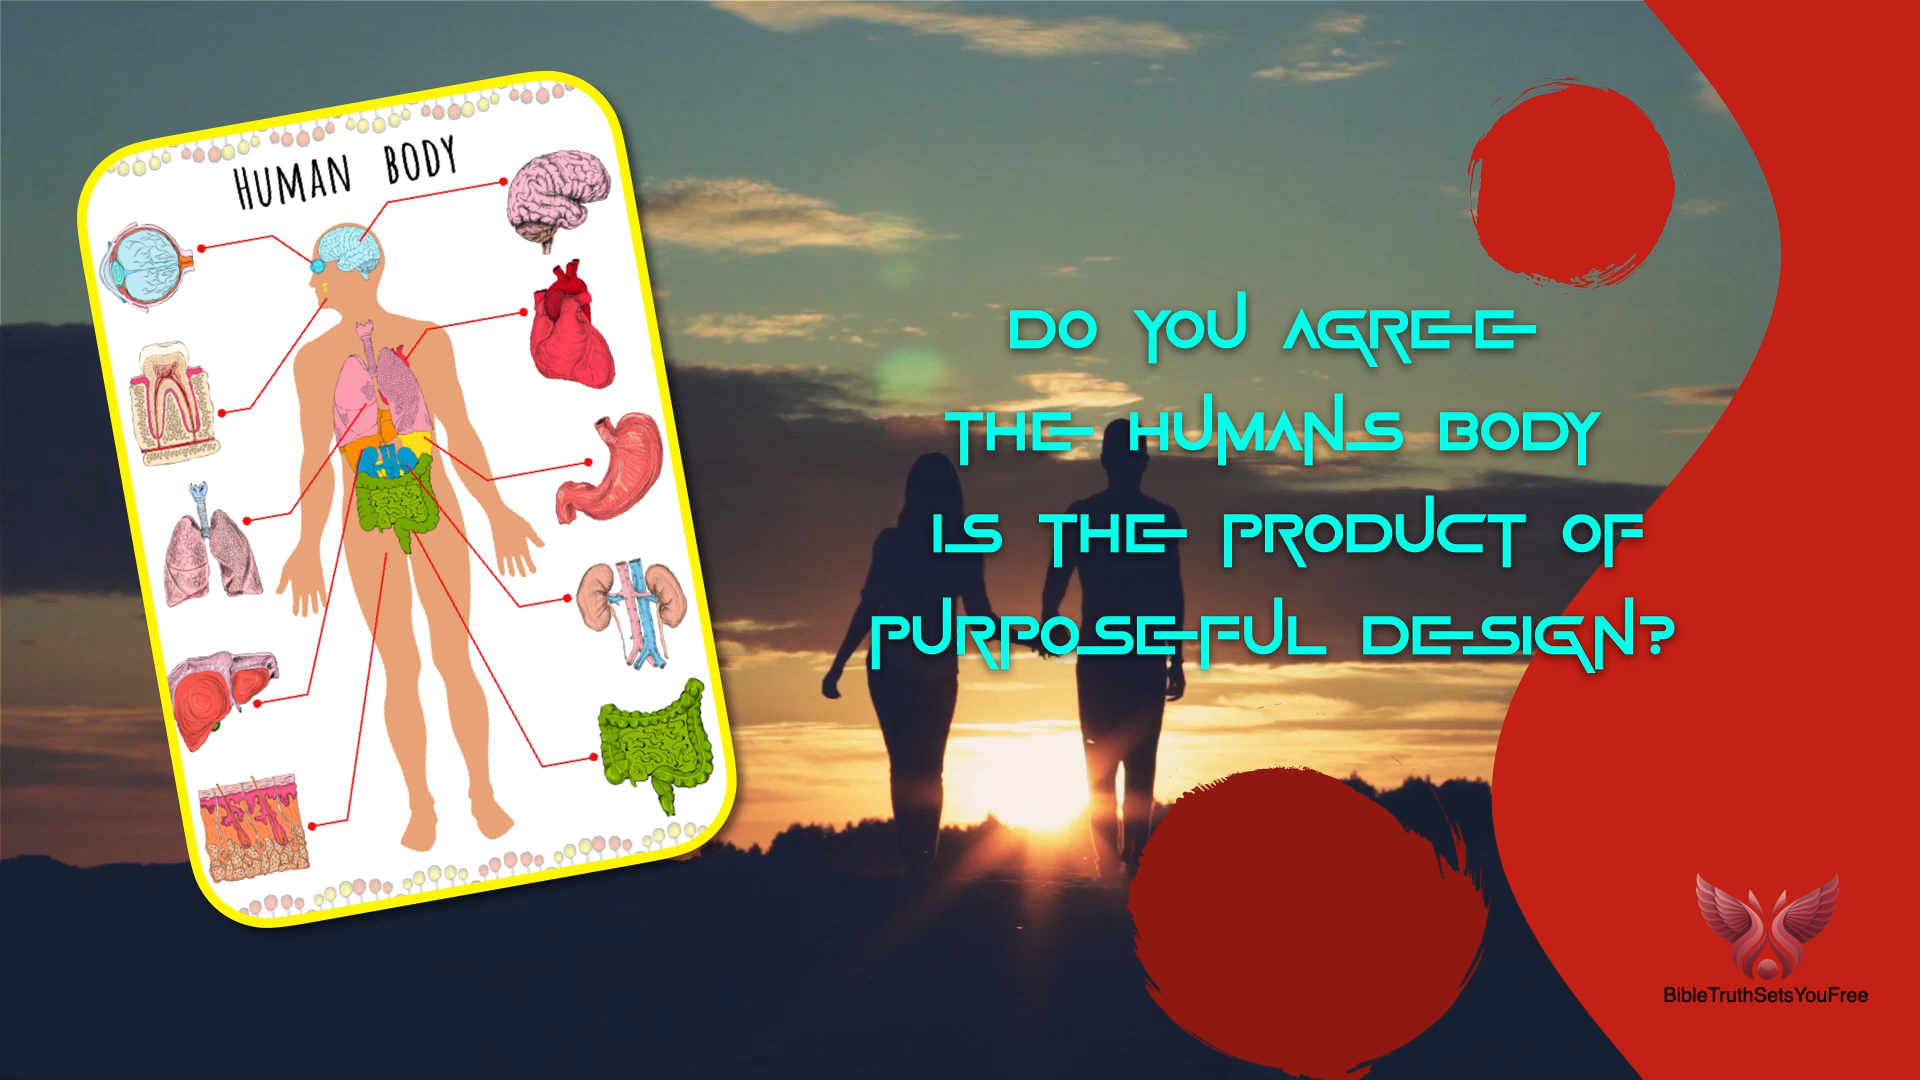 HUMAN BODY
DO YOU AGREE
THE HUMANS BODY
IS THE PRODUCT OF
PURPOSEFUL DESIGN?
BibleTruthSetsYouFree